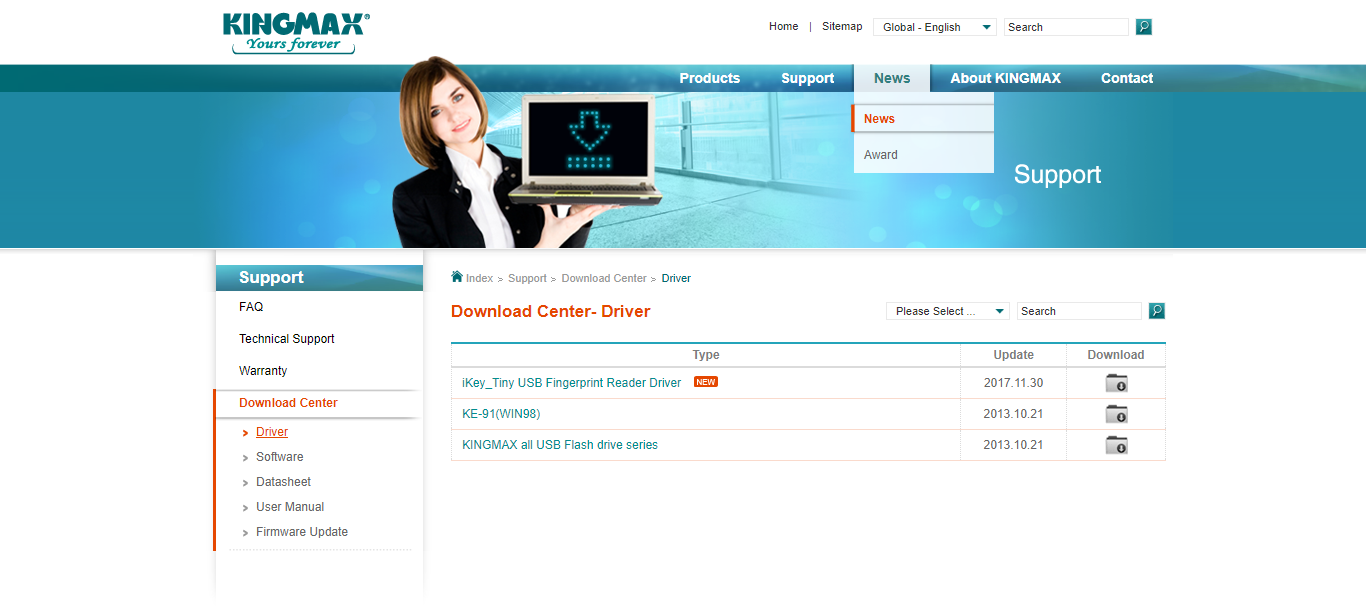 KINGMAX®
Yours forever
Home | Sitemap Global - English Search
Products Support News About KINGMAX Contact
News
Award
Support
Support
FAQ
Technical Support
Warranty
Download Center
Driver
Software
Datasheet
User Manual
Firmware Update
Index > Support > Download Center > Driver
Download Center- Driver Please Select ... Search
Type Update Download
iKey_Tiny USB Fingerprint Reader Driver NEW 2017.11.30
KE-91(WIN98) 2013.10.21
KINGMAX all USB Flash drive series 2013.10.21